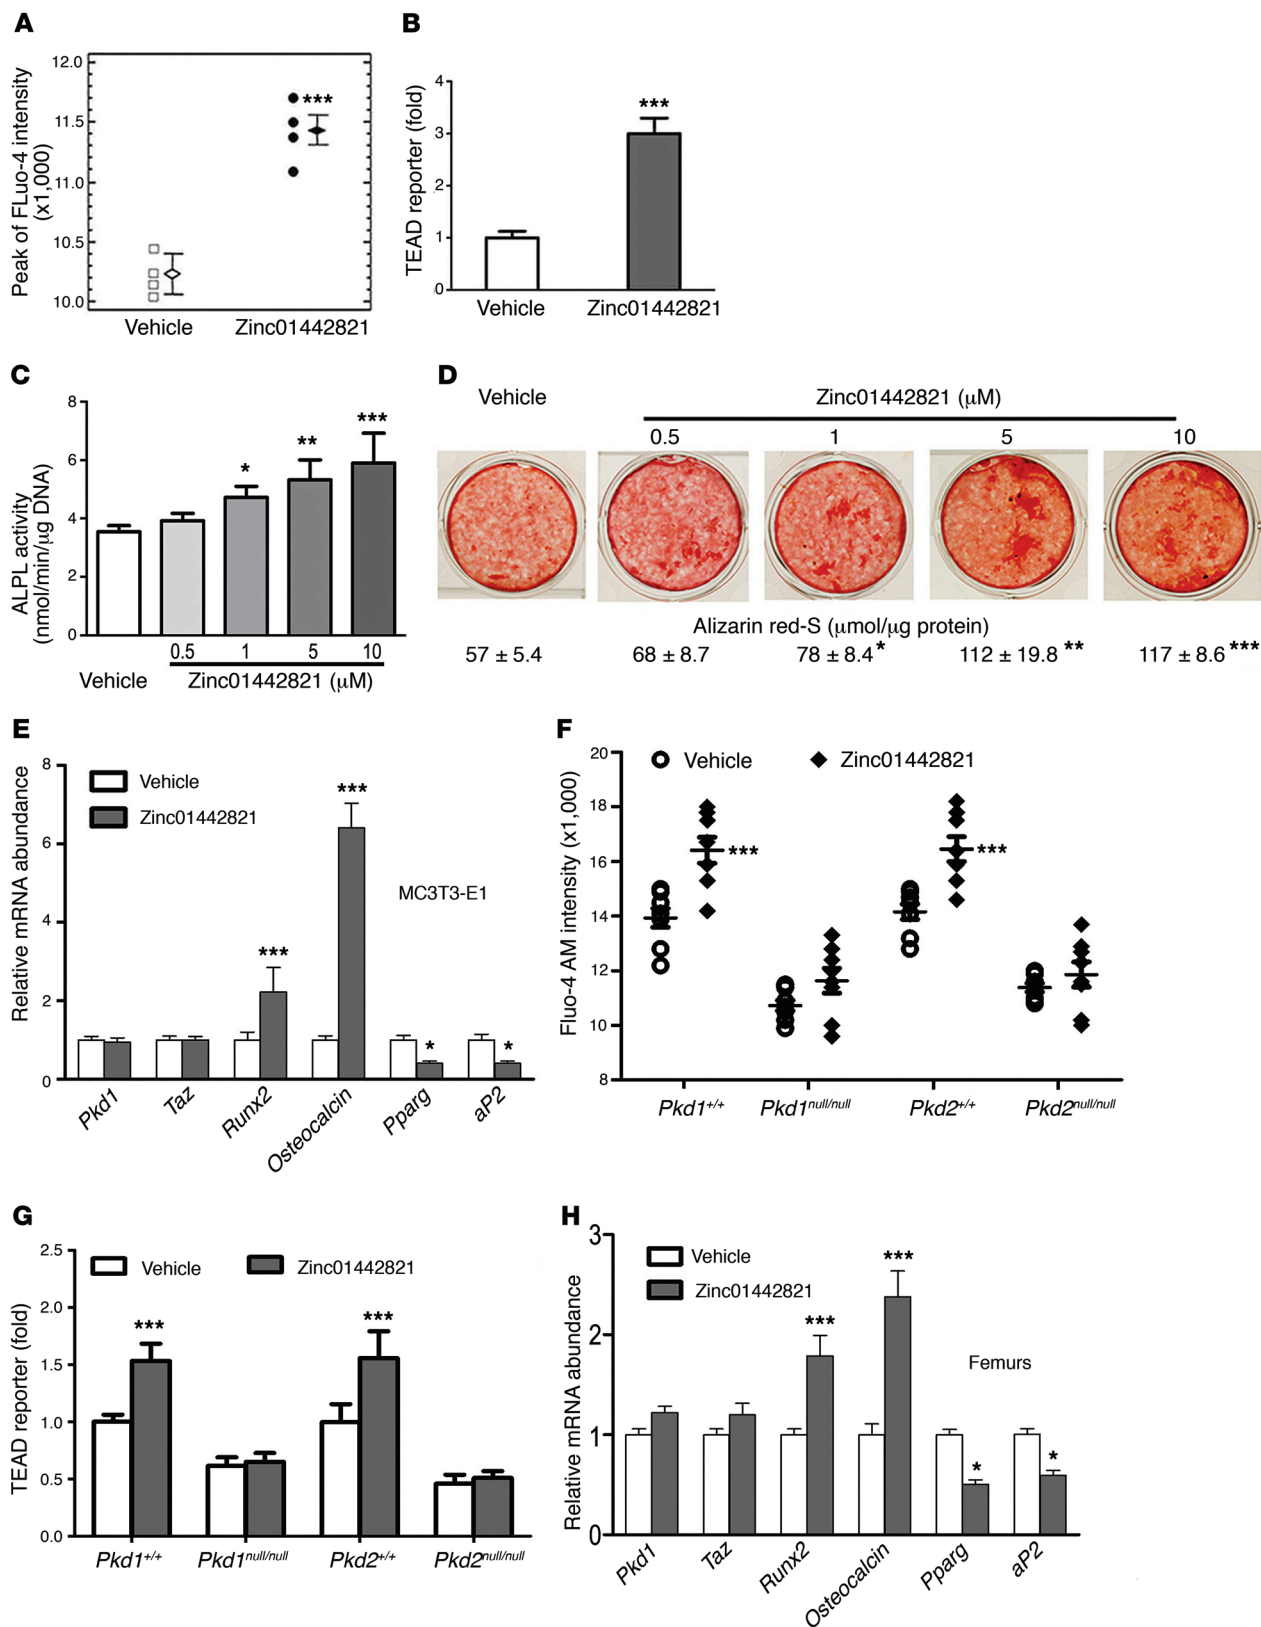 A
Peak of FLuo-4 intensity
(x1,000)
12.0
11.5
11.0
10.5
10.0
***
Vehicle
Zinc01442821
B
TEAD reporter (fold)
4
3
2
1
0
***
Vehicle
Zinc01442821
C
ALPL activity
(nmol/min/µg DNA)
8
6
4
2
0
*
**
***
0.5
1
5
10
Vehicle
Zinc01442821 (µM)
D
Vehicle
Zinc01442821 (µM)
0.5
1
5
10
Alizarin red-S (µmol/µg protein)
57 ± 5.4
68 ± 8.7
78 ± 8.4*
112 ± 19.8 **
117 ± 8.6 ***
E
Relative mRNA abundance
8
6
4
2
0
Vehicle
Zinc01442821
MC3T3-E1
***
***
*
*
Pkd1
Taz
Runx2
Osteocalcin
Pparg
aP2
F
Fluo-4 AM intensity (x1,000)
20
18
16
14
12
10
8
Vehicle
Zinc01442821
***
***
Pkd1+/+
Pkd1null/null
Pkd2+/+
Pkd2null/null
G
TEAD reporter (fold)
2.5
2.0
1.5
1.0
0.5
0.0
Vehicle
Zinc01442821
***
***
Pkd1+/+
Pkd1null/null
Pkd2+/+
Pkd2null/null
H
Relative mRNA abundance
3
2
1
0
Vehicle
Zinc01442821
Femurs
***
***
*
*
Pkd1
Taz
Runx2
Osteocalcin
Pparg
aP2